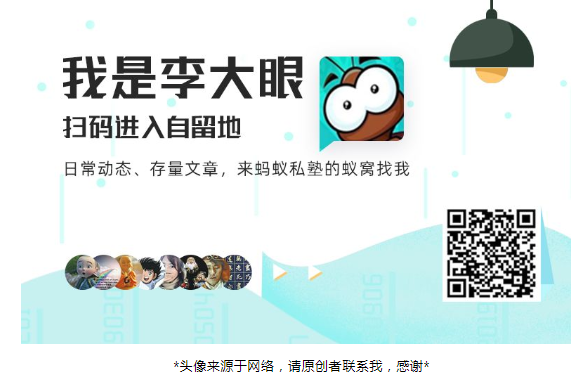 我是李大眼
扫码进入自留地
日常动态、存量文章，来蚂蚁私塾的蚁窝找我
*头像来源于网络，请原创者联系我，感谢*